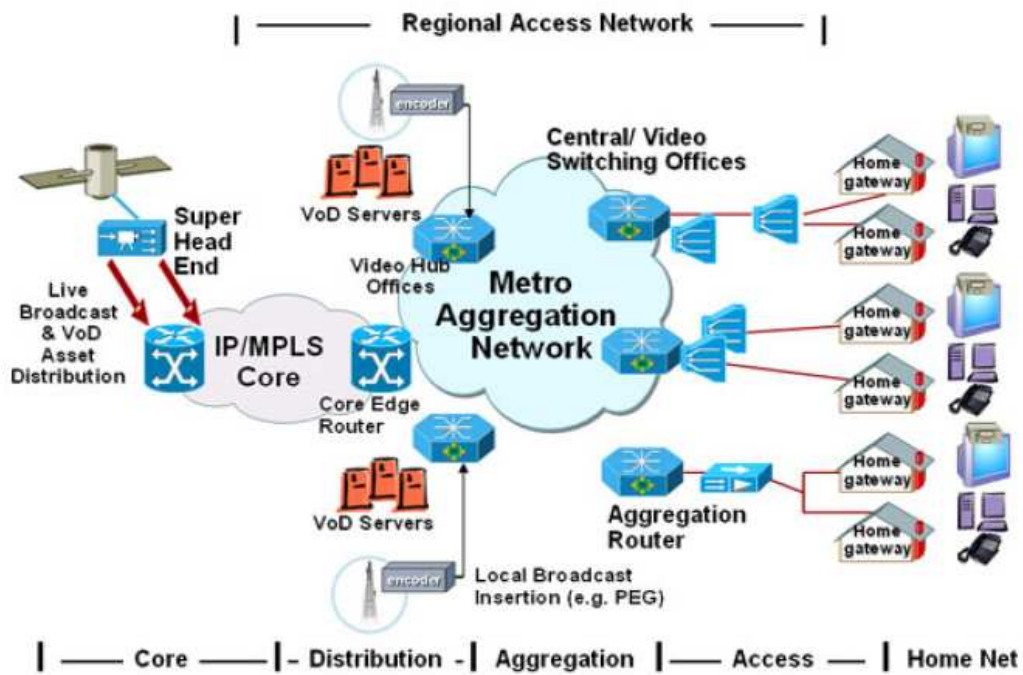 Regional Access Network
encoder
Central/ Video
Switching Offices
VoD Servers
Super
Head
End
Video Hub
Offices
Live
Broadcast
& VoD
Asset
Distribution
IP/MPLS
Core
Metro
Aggregation
Network
Core Edge
Router
VoD Servers
Aggregation
Router
encoder
Local Broadcast
Insertion (e.g. PEG)
Home
gateway
Home
gateway
Home
gateway
Home
gateway
Home
gateway
Home
gateway
Core
Distribution
Aggregation
Access
Home Net